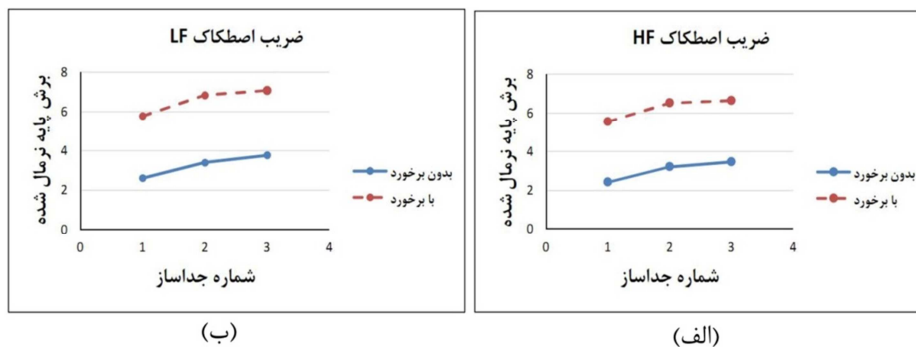 ضریب اصطکاک HF
برش پایه نرمال شده
8
6
4
2
0
0 1 2 3 4
شماره جداساز
بدون برخورد
با برخورد
(الف)
ضریب اصطکاک LF
برش پایه نرمال شده
8
6
4
2
0
0 1 2 3 4
شماره جداساز
بدون برخورد
با برخورد
(ب)